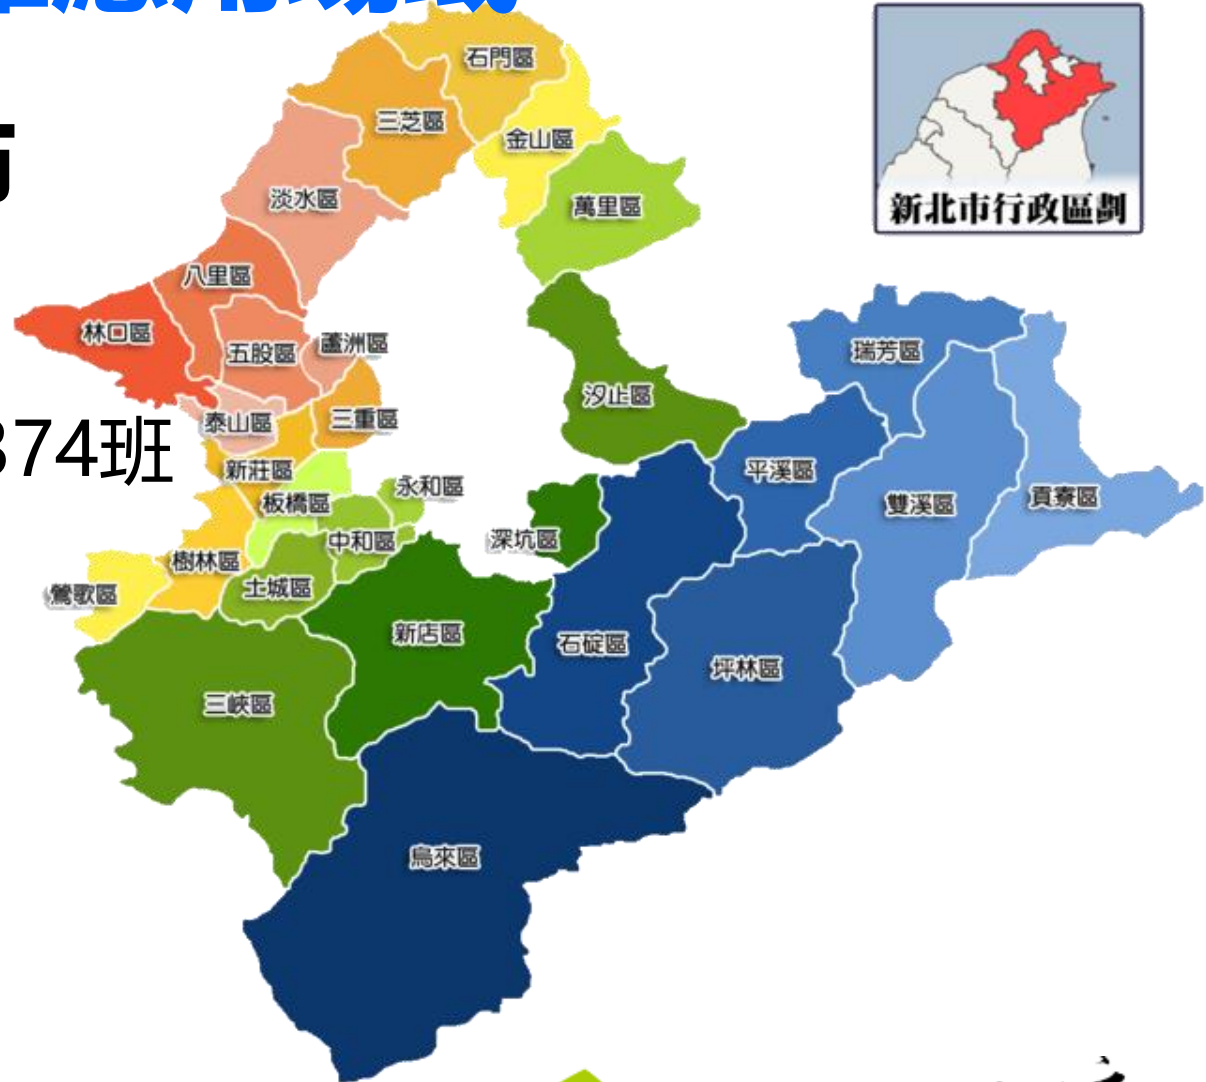 石門區
三芝區
金山區
淡水區
萬里區
新北市行政區劃
八里區
林口區
五股區
蘆洲區
瑞芳區
汐止區
泰山區
三重區
374班
新莊區
平溪區
永和區
板橋區
雙溪區
貢寮區
深坑區
中和區
樹林區
土城區
鶯歌區
新店區
石碇區
坪林區
三峽區
烏來區